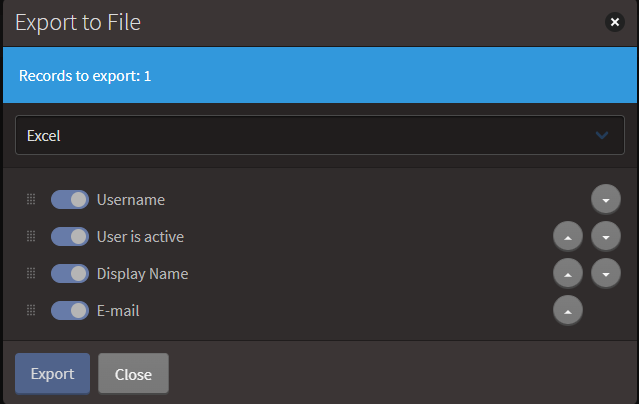 Export to File
Records to export: 1
Excel
Username
User is active
Display Name
E-mail
Export
Close